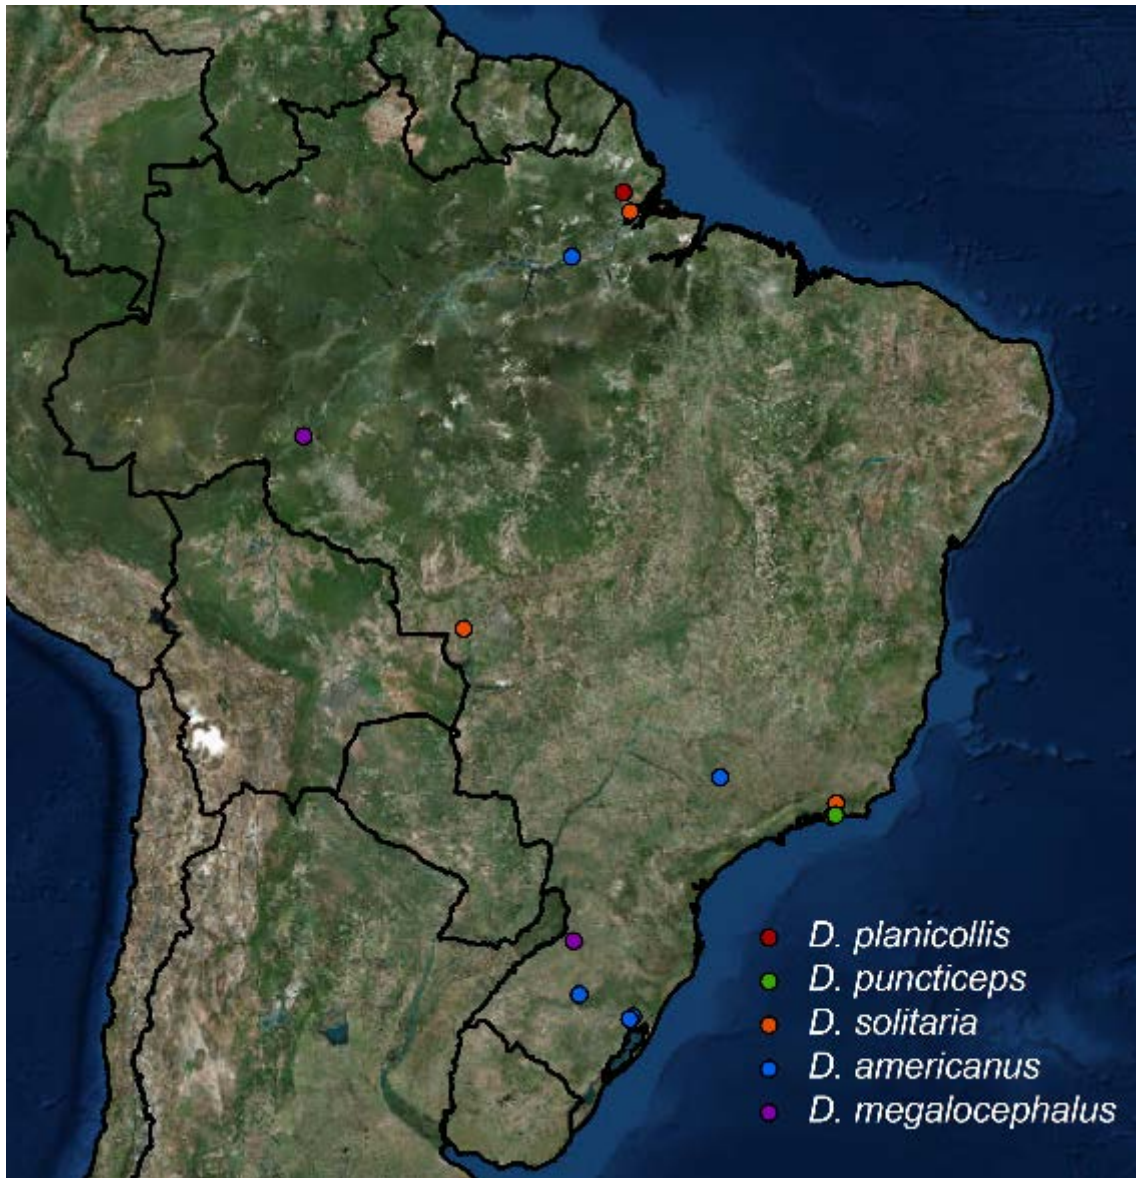 D. planicollis
D. puncticeps
D. solitaria
D. americanus
D. megalocephalus